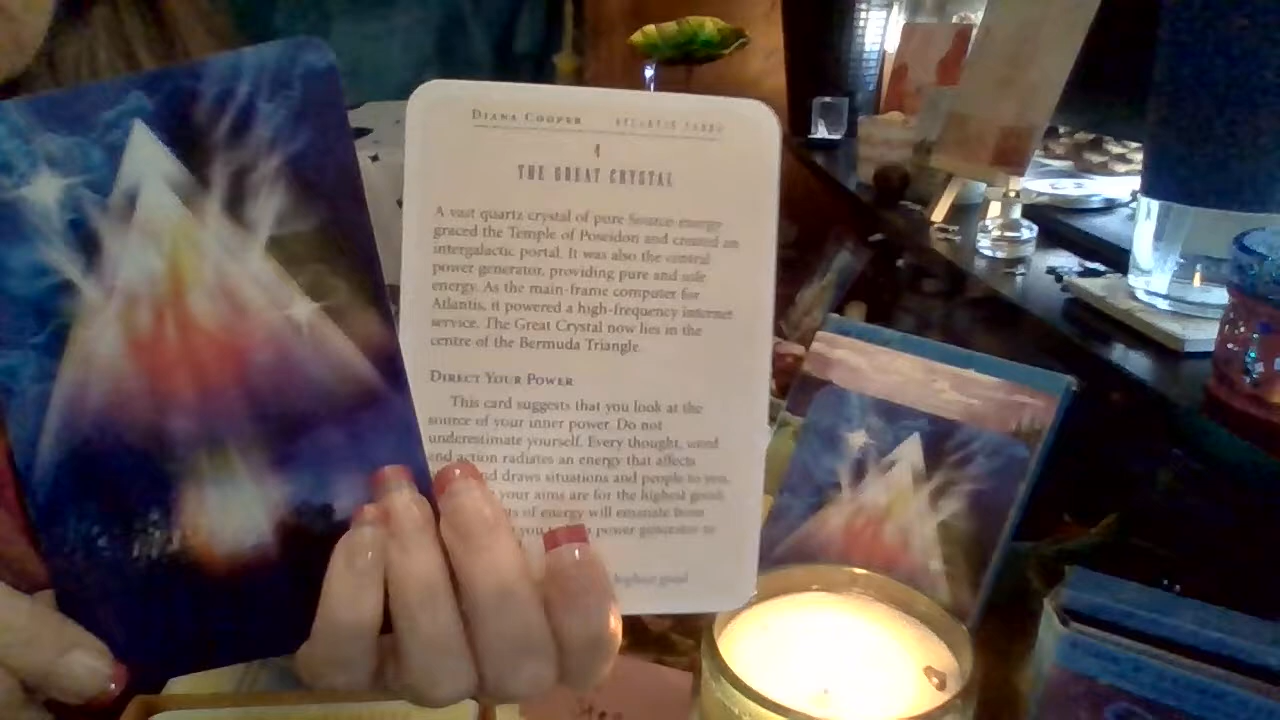 DIANA COOPER ATLANTIS CARDS
4
THE GREAT CRYSTAL
A vast quartz crystal of pure Source energy
graced the Temple of Poseidon and created an
intergalactic portal. It was also the central
power generator, providing pure and safe
energy. As the main-frame computer for
Atlantis, it powered a high-frequency internet
service. The Great Crystal now lies in the
centre of the Bermuda Triangle.
DIRECT YOUR POWER
This card suggests that you look at the
source of your inner power. Do not
underestimate yourself. Every thought, word
and action radiates an energy that affects
nd draws situations and people to you.
your aims are for the highest good
ts of energy will emanate from
you power generator to
highest good